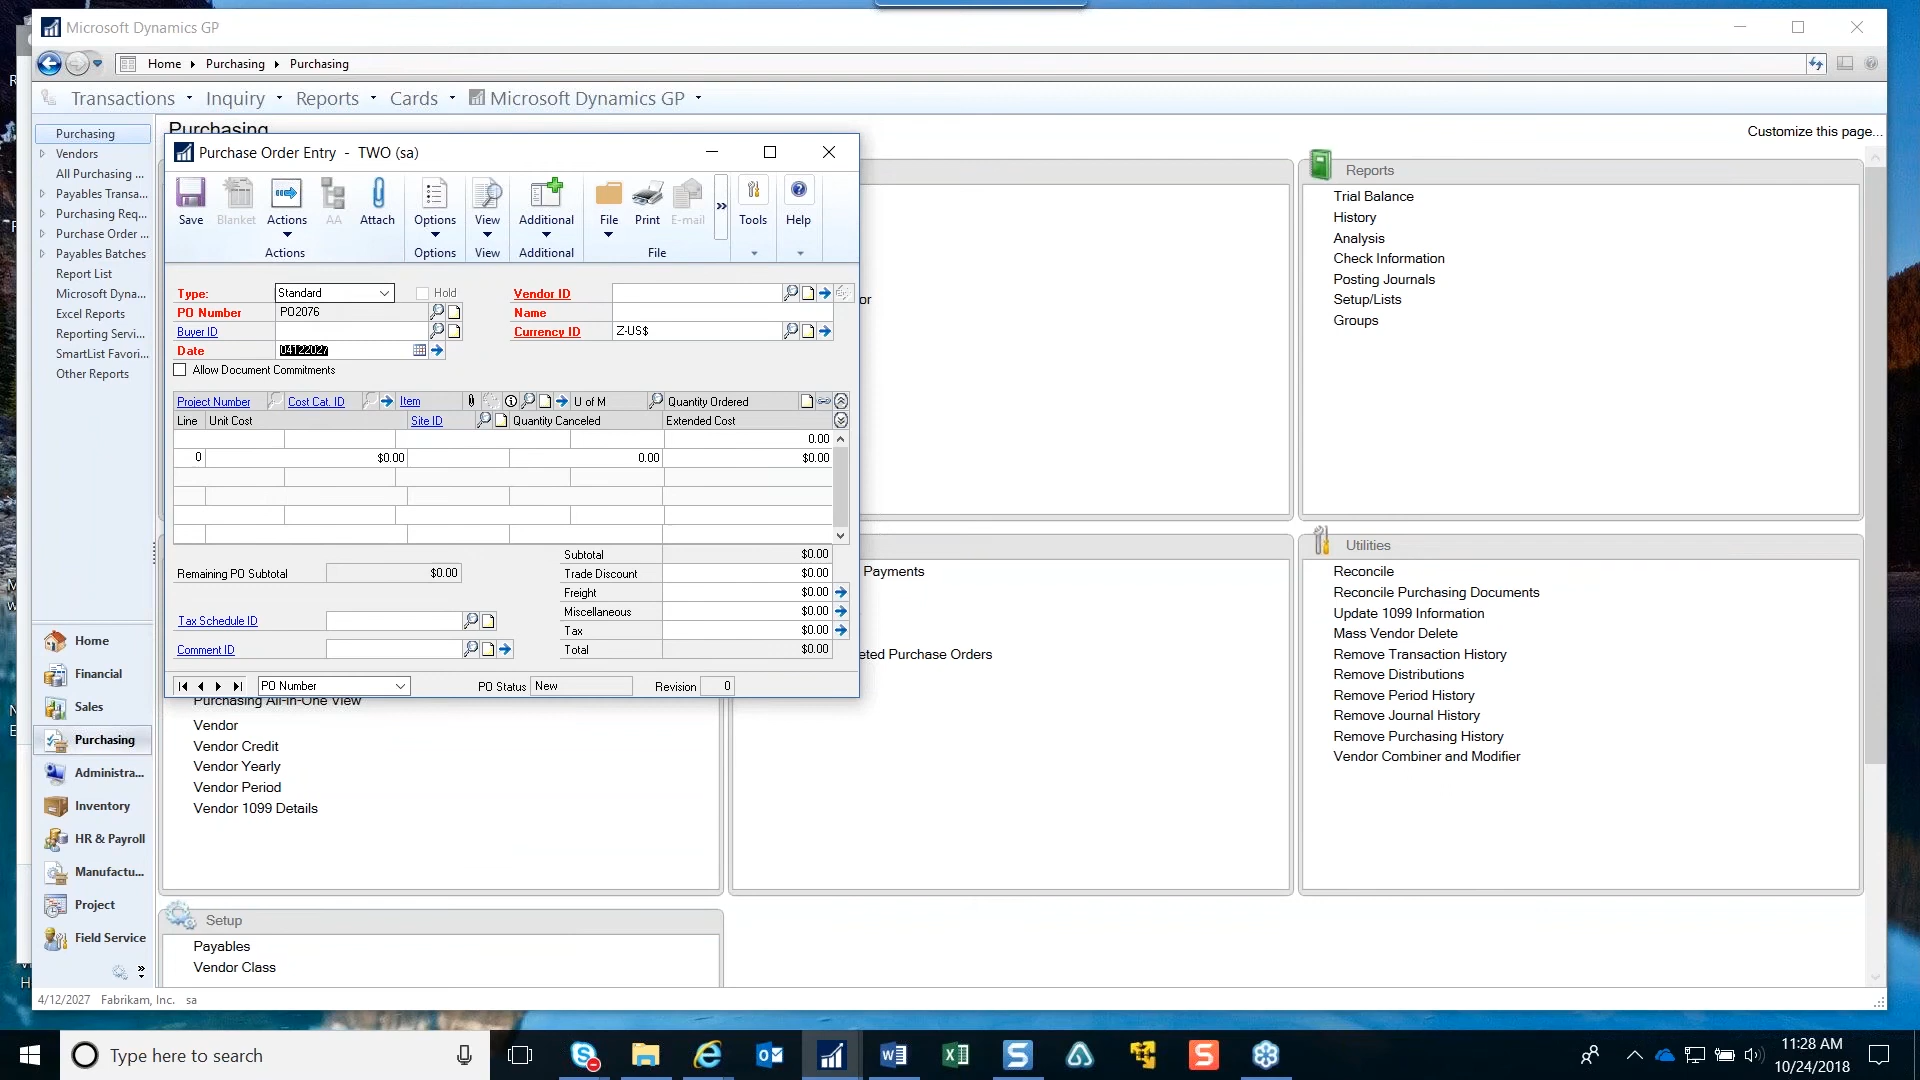 Microsoft Dynamics GP
Home Purchasing Purchasing
Transactions Inquiry Reports Cards Microsoft Dynamics GP
Purchasing
Vendors
All Purchasing ...
Payables Transa...
Purchasing Req...
Purchase Order ...
Payables Batches
Report List
Microsoft Dyna...
Excel Reports
Reporting Servi...
SmartList Favori...
Other Reports
Home
Financial
Sales
Purchasing
Administra...
Inventory
HR & Payroll
Manufactu...
Project
Field Service
Purchasing
Customize this page...
Purchase Order Entry - TWO (sa)
Save Blanket Actions AA Attach Options View Additional File Print E-mail » Tools Help
Actions Options View Additional File
Type: Standard Hold Vendor ID
PO Number PO2076 Name
Buyer ID Currency ID Z-US$
Date 04122027
Allow Document Commitments
Project Number Cost Cat. ID Item U of M Quantity Ordered
Line Unit Cost Site ID Quantity Canceled Extended Cost
0.00
0 $0.00 0.00 $0.00
Subtotal $0.00
Remaining PO Subtotal $0.00 Trade Discount $0.00
Freight $0.00
Miscellaneous $0.00
Tax Schedule ID Tax $0.00
Comment ID Total $0.00
PO Number PO Status New Revision 0
or
Payments
eted Purchase Orders
Purchasing All-in-One View
Vendor
Vendor Credit
Vendor Yearly
Vendor Period
Vendor 1099 Details
Setup
Payables
Vendor Class
Reports
Trial Balance
History
Analysis
Check Information
Posting Journals
Setup/Lists
Groups
Utilities
Reconcile
Reconcile Purchasing Documents
Update 1099 Information
Mass Vendor Delete
Remove Transaction History
Remove Distributions
Remove Period History
Remove Journal History
Remove Purchasing History
Vendor Combiner and Modifier
4/12/2027 Fabrikam, Inc. sa
Type here to search
11:28 AM
10/24/2018